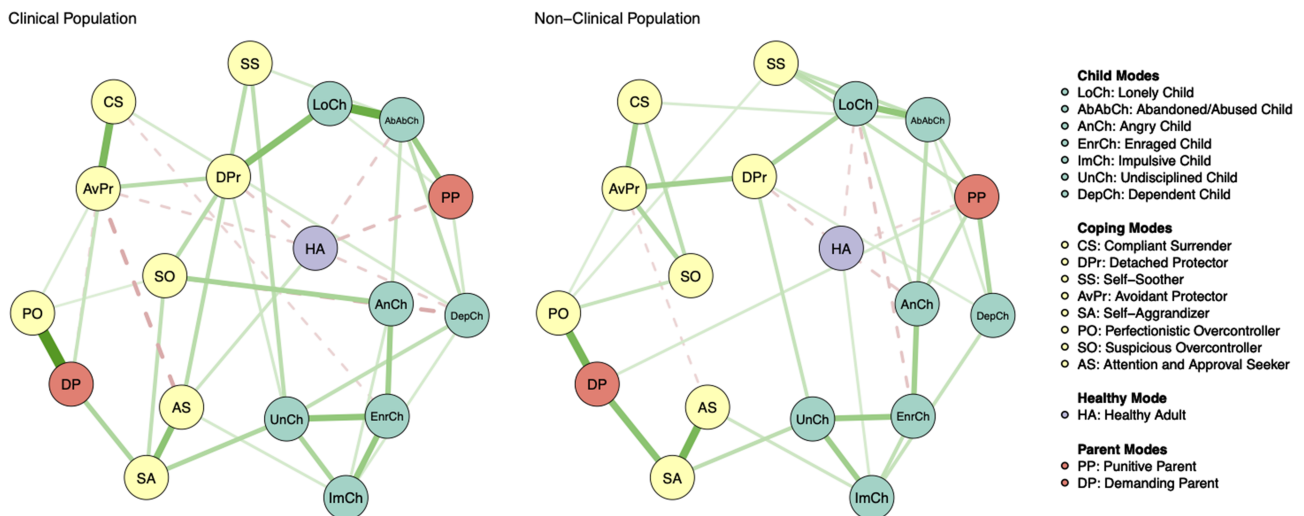 Clinical Population
Non-Clinical Population
SS
CS
LoCh
AbAbCh
AvPr
DPr
PP
HA
SO
AnCh
DepCh
PO
DP
AS
UnCh
EnrCh
SA
ImCh
SS
CS
LoCh
AbAbCh
AvPr
DPr
PP
HA
SO
AnCh
DepCh
PO
DP
AS
UnCh
EnrCh
SA
ImCh
Child Modes
LoCh: Lonely Child
AbAbCh: Abandoned/Abused Child
AnCh: Angry Child
EnrCh: Enraged Child
ImCh: Impulsive Child
UnCh: Undisciplined Child
DepCh: Dependent Child
Coping Modes
CS: Compliant Surrender
DPr: Detached Protector
SS: Self-Soother
AvPr: Avoidant Protector
SA: Self-Aggrandizer
PO: Perfectionistic Overcontroller
SO: Suspicious Overcontroller
AS: Attention and Approval Seeker
Healthy Mode
HA: Healthy Adult
Parent Modes
PP: Punitive Parent
DP: Demanding Parent